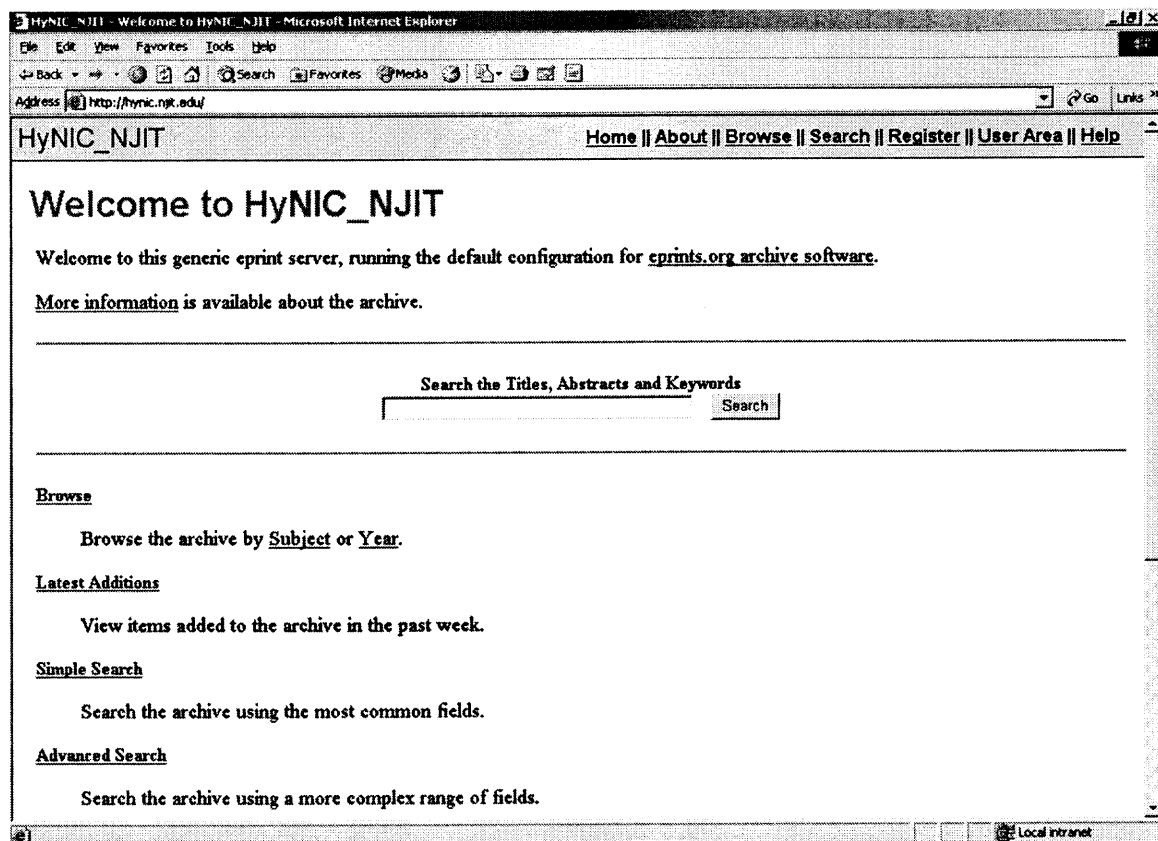 HyNIC_NJIT - Welcome to HyNIC_NJIT - Microsoft Internet Explorer
File Edit View Favorites Tools Help
Back Search Favorites Media
Address http://hynic.njit.edu/ Go Links »
HyNIC_NJIT Home || About || Browse || Search || Register || User Area || Help
Welcome to HyNIC_NJIT
Welcome to this generic eprint server, running the default configuration for eprints.org archive software.
More information is available about the archive.
Search the Titles, Abstracts and Keywords
Search
Browse
Browse the archive by Subject or Year.
Latest Additions
View items added to the archive in the past week.
Simple Search
Search the archive using the most common fields.
Advanced Search
Search the archive using a more complex range of fields.
Local intranet